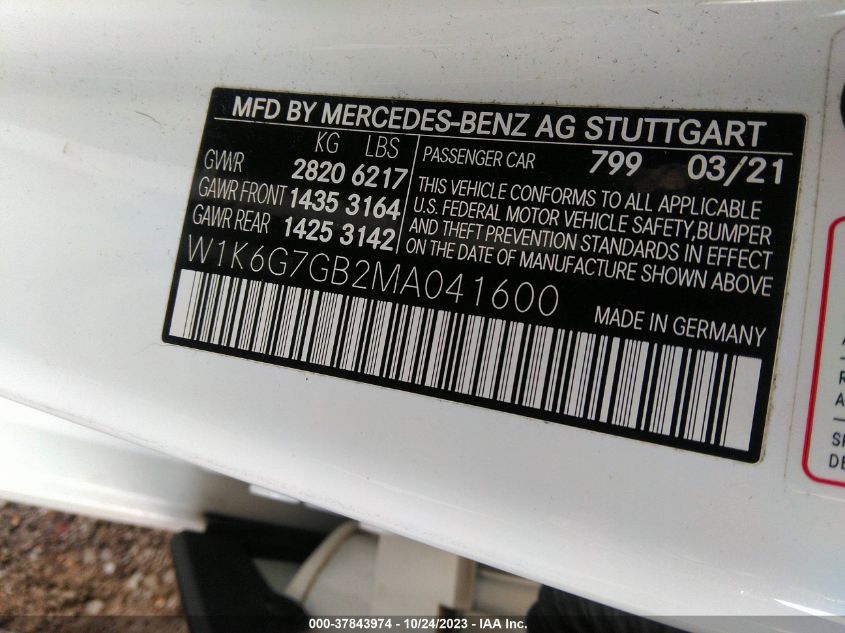 MFD BY MERCEDES-BENZ AG STUTTGART
KG LBS
GVWR 2820 6217
GAWR FRONT 1435 3164
GAWR REAR 1425 3142
PASSENGER CAR 799 03/21
THIS VEHICLE CONFORMS TO ALL APPLICABLE
U.S. FEDERAL MOTOR VEHICLE SAFETY, BUMPER
AND THEFT PREVENTION STANDARDS IN EFFECT
ON THE DATE OF MANUFACTURE SHOWN ABOVE
W1K6G7GB2MA041600
MADE IN GERMANY
000-37843974 - 10/24/2023 - IAA Inc.